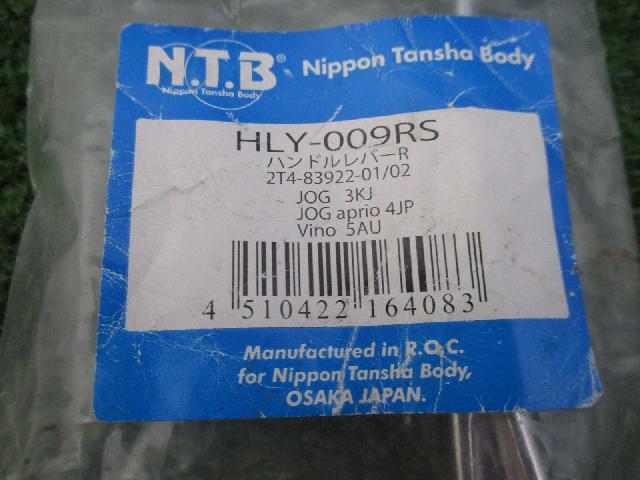 N.T.B®
Nippon Tansha Body
Nippon Tansha Body
HLY-009RS
ハンドルレバーR
2T4-83922-01/02
JOG 3KJ
JOG aprio 4JP
Vino 5AU
4 510422 164083
Manufactured in R.O.C.
for Nippon Tansha Body,
OSAKA JAPAN.